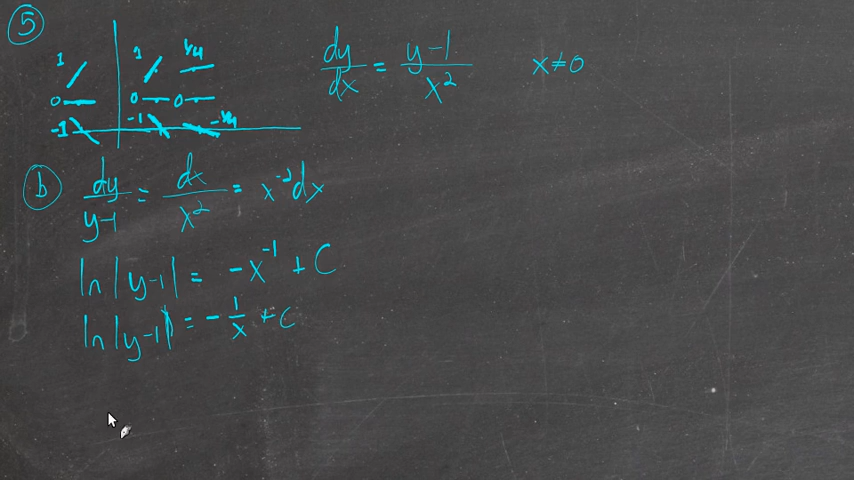 5
1 1 1/4
0 0 0
-1 -1 -1/4
dy/dx = y-1/x² x≠0
b dy/y-1 = dx/x² = x⁻²dx
ln|y-1| = -x⁻¹ + C
ln|y-1| = -1/x + C